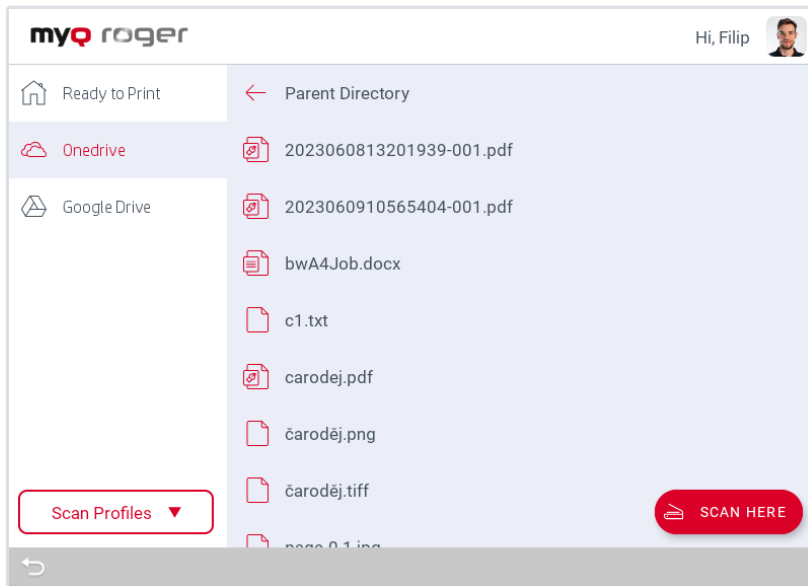 myQ roger
Hi, Filip
Ready to Print
Onedrive
Google Drive
Scan Profiles ▼
Parent Directory
2023060813201939-001.pdf
2023060910565404-001.pdf
bwA4Job.docx
c1.txt
carodej.pdf
čaroděj.png
čaroděj.tiff
SCAN HERE